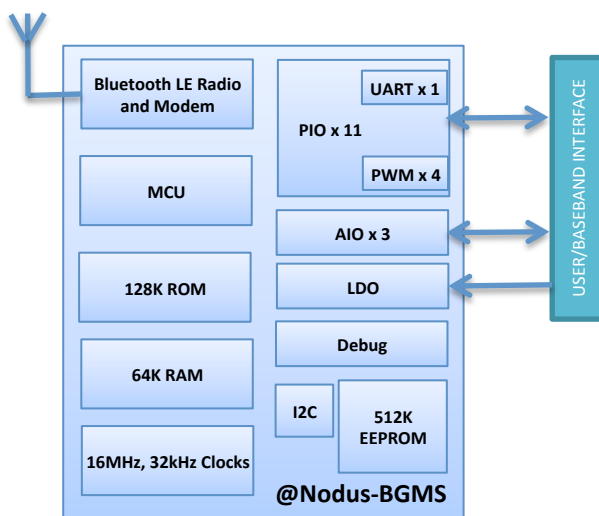 Bluetooth LE Radio
and Modem
MCU
128K ROM
64K RAM
16MHz, 32kHz Clocks
UART x 1
PIO x 11
PWM x 4
AIO x 3
LDO
Debug
I2C
512K
EEPROM
@Nodus-BGMS
USER/BASEBAND INTERFACE